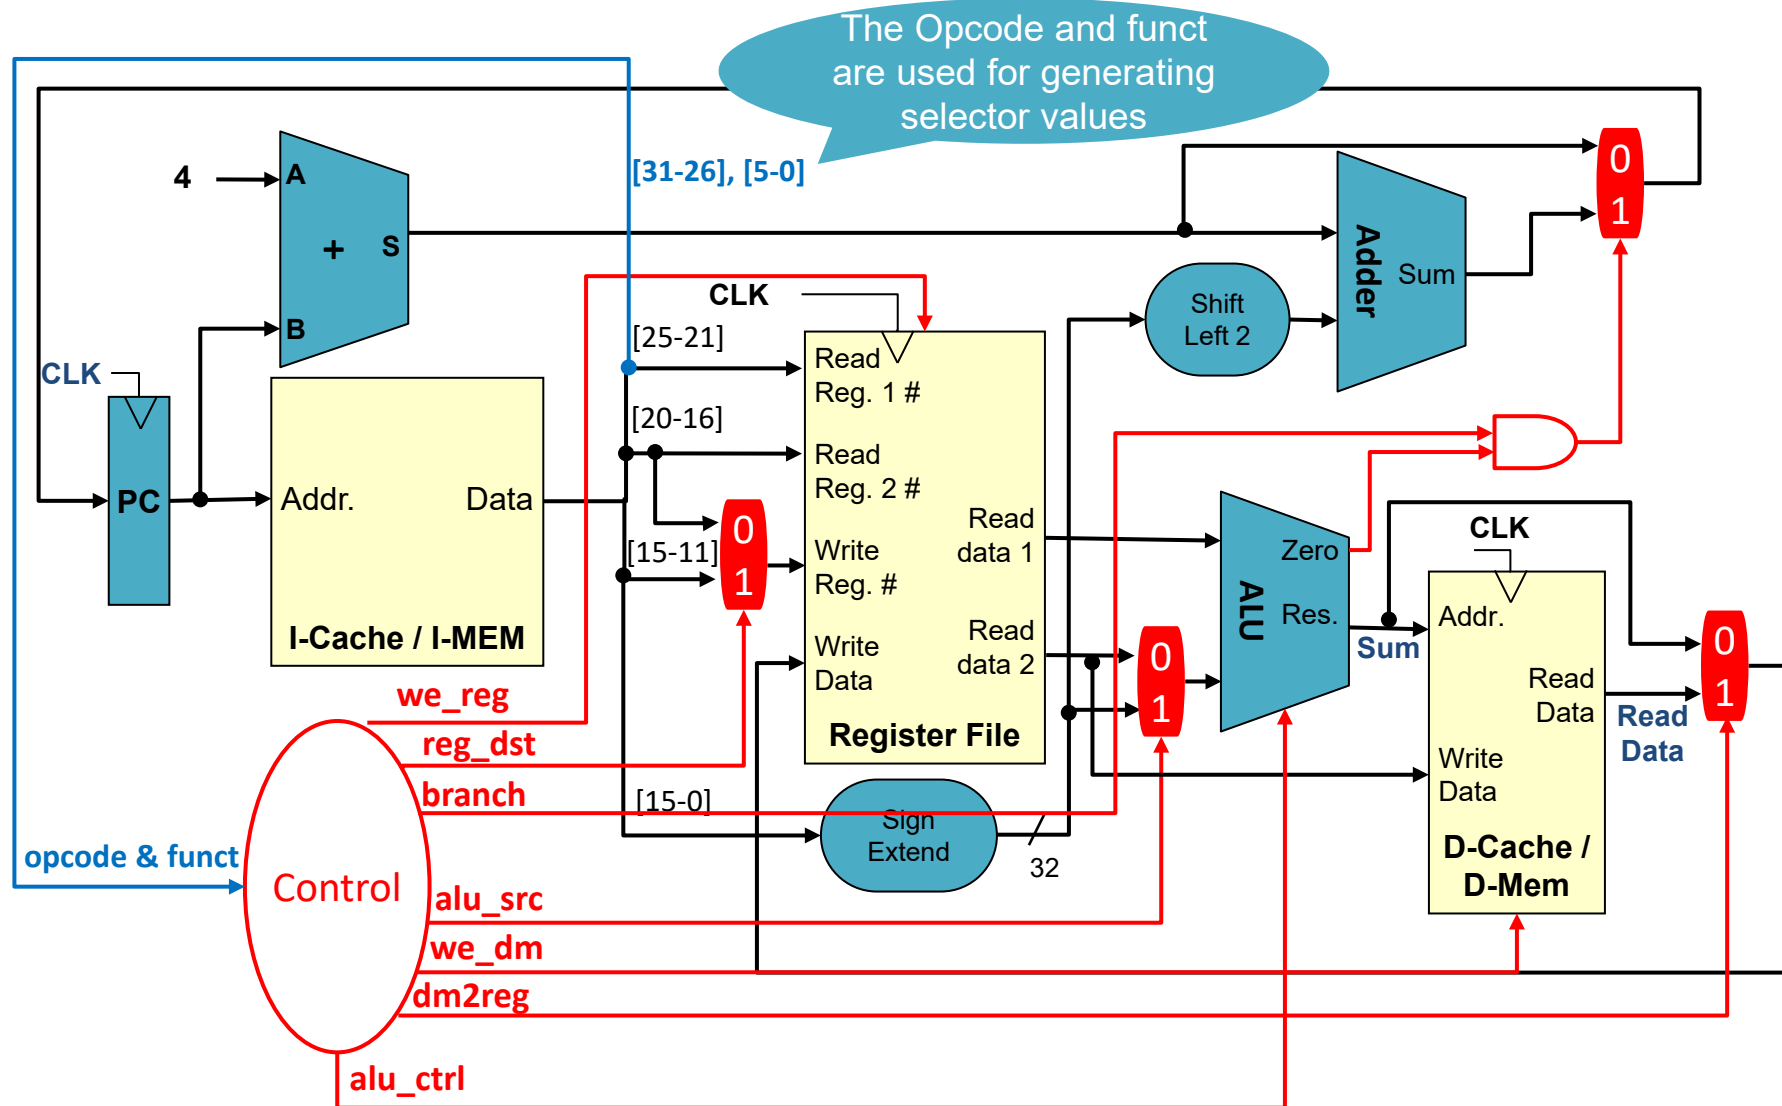 The Opcode and funct
are used for generating
selector values
4
A
B
+
S
[31-26], [5-0]
0
1
Adder
Sum
Shift
Left 2
CLK
CLK
PC
Addr.
Data
I-Cache / I-MEM
[25-21]
[20-16]
[15-11]
[15-0]
0
1
Read
Reg. 1 #
Read
Reg. 2 #
Write
Reg. #
Write
Data
Read
data 1
Read
data 2
Register File
Sign
Extend
32
0
1
ALU
Zero
Res.
Sum
CLK
Addr.
Read
Data
Write
Data
D-Cache /
D-Mem
0
1
Read
Data
opcode & funct
Control
we_reg
reg_dst
branch
alu_src
we_dm
dm2reg
alu_ctrl